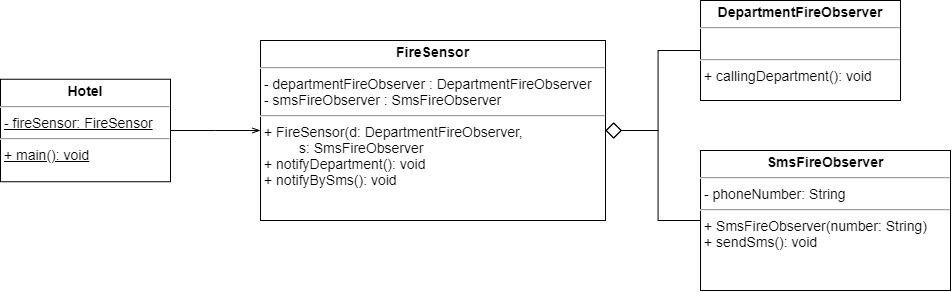 Hotel
- fireSensor: FireSensor
+ main(): void
FireSensor
- departmentFireObserver : DepartmentFireObserver
- smsFireObserver : SmsFireObserver
+ FireSensor(d: DepartmentFireObserver,
s: SmsFireObserver
+ notifyDepartment(): void
+ notifyBySms(): void
DepartmentFireObserver
+ callingDepartment(): void
SmsFireObserver
- phoneNumber: String
+ SmsFireObserver(number: String)
+ sendSms(): void